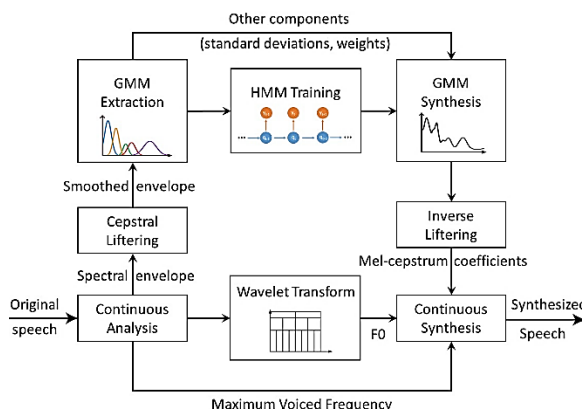 Other components
(standard deviations, weights)
GMM
Extraction
HMM Training
GMM
Synthesis
Smoothed envelope
Cepstral
Liftering
Inverse
Liftering
Spectral envelope
Mel-cepstrum coefficients
Original
speech
Continuous
Analysis
Wavelet Transform
F0
Continuous
Synthesis
Synthesized
Speech
Maximum Voiced Frequency